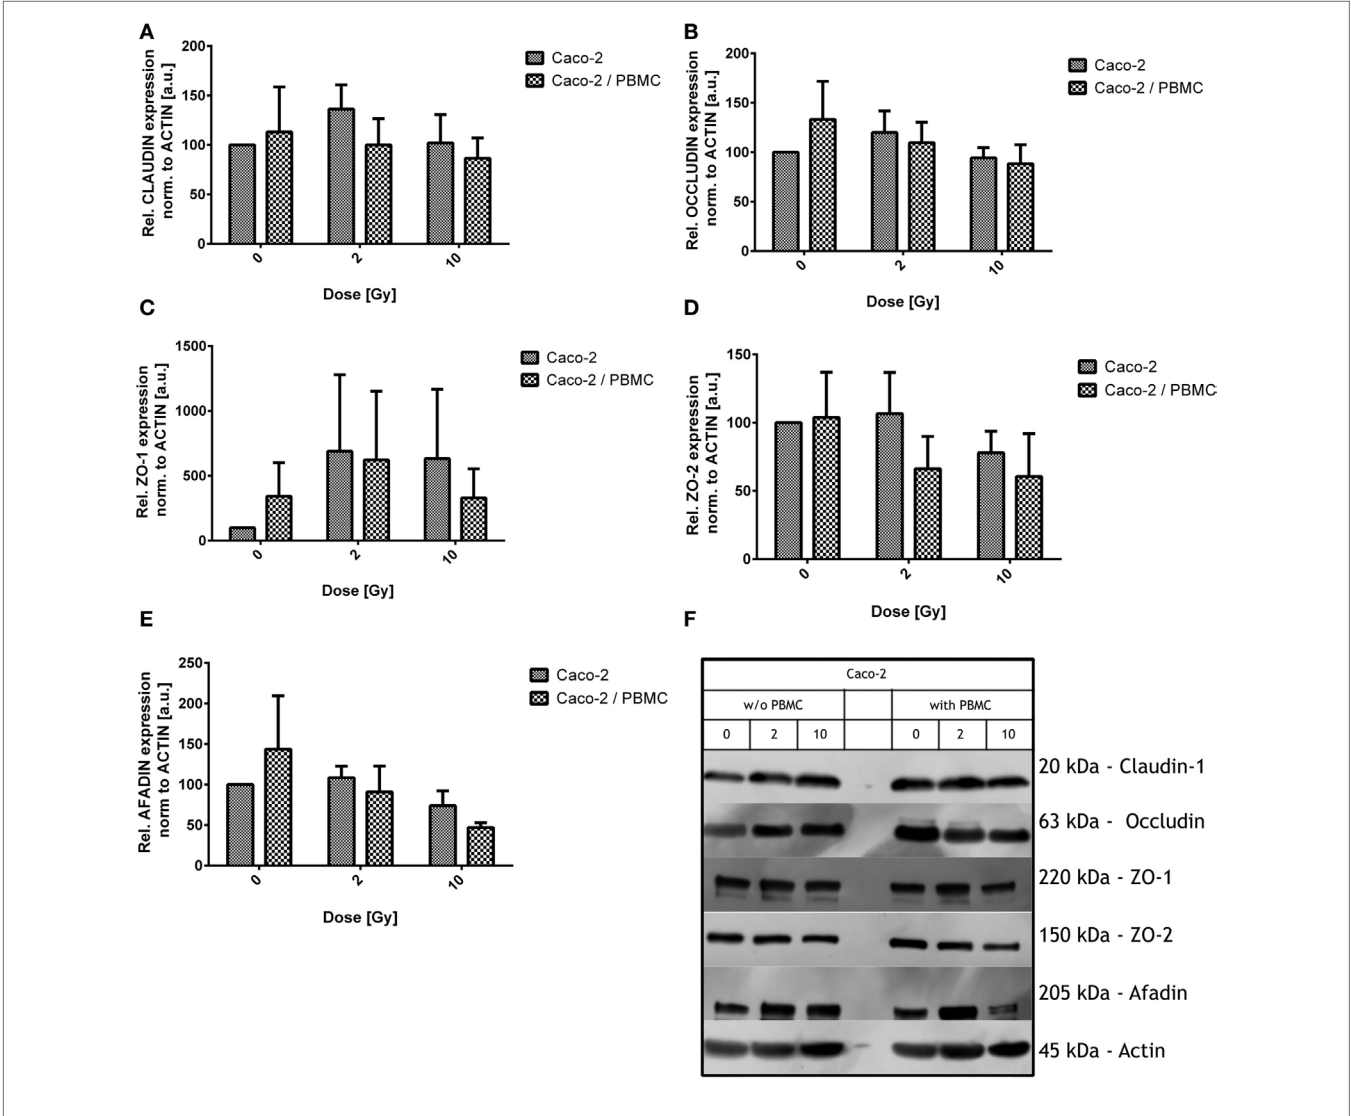 A
Rel. CLAUDIN expression
norm. to ACTIN [a.u.]
200
150
100
50
0
0
2
10
Dose [Gy]
Caco-2
Caco-2 / PBMC
B
Rel. OCCLUDIN expression
norm. to ACTIN [a.u.]
200
150
100
50
0
0
2
10
Dose [Gy]
Caco-2
Caco-2 / PBMC
C
Rel. ZO-1 expression
norm. to ACTIN [a.u.]
1500
1000
500
0
0
2
10
Dose [Gy]
Caco-2
Caco-2 / PBMC
D
Rel. ZO-2 expression
norm. to ACTIN [a.u.]
150
100
50
0
0
2
10
Dose [Gy]
Caco-2
Caco-2 / PBMC
E
Rel. AFADIN expression
norm to ACTIN [a.u.]
250
200
150
100
50
0
0
2
10
Dose [Gy]
Caco-2
Caco-2 / PBMC
F
Caco-2
w/o PBMC with PBMC
0 2 10 0 2 10
20 kDa - Claudin-1
63 kDa - Occludin
220 kDa - ZO-1
150 kDa - ZO-2
205 kDa - Afadin
45 kDa - Actin